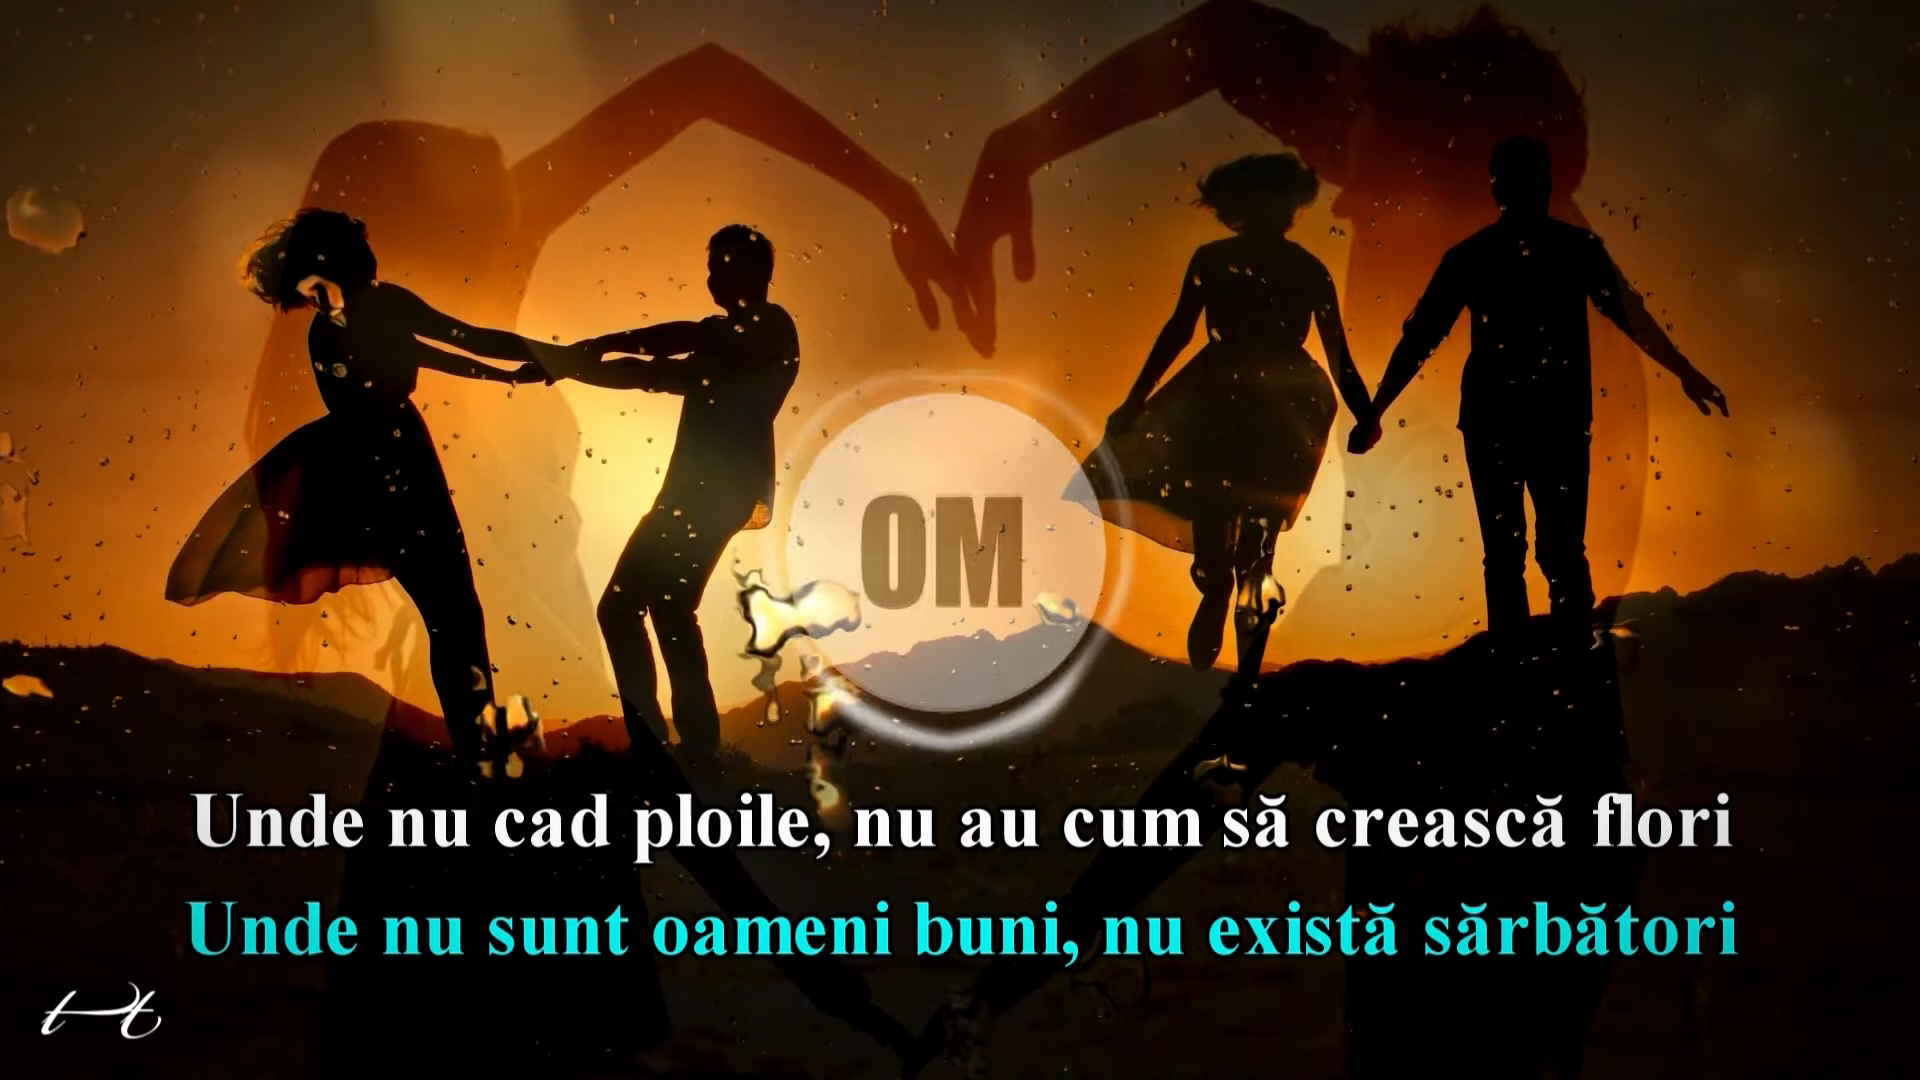 OM
Unde nu cad ploile, nu au cum să crească flori
Unde nu sunt oameni buni, nu există sărbători